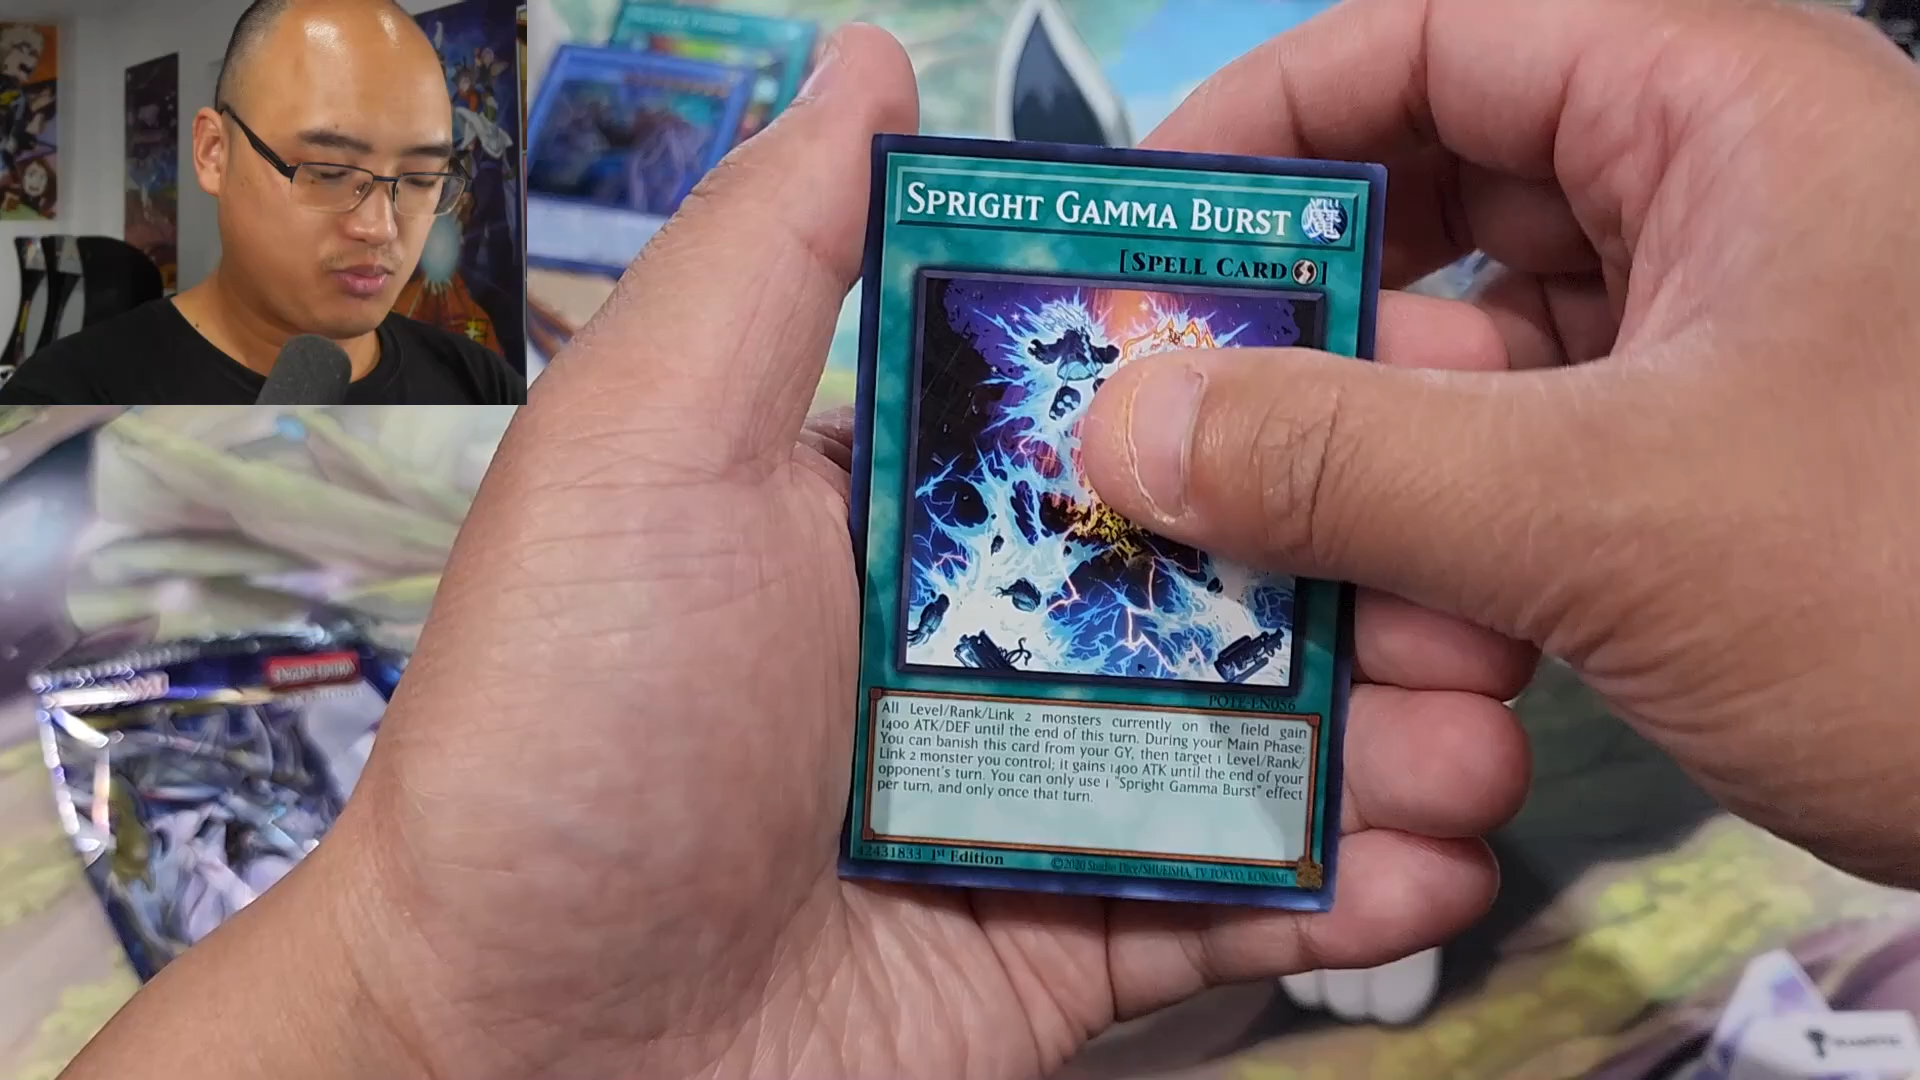 SPRIGHT GAMMA BURST
SPELL
魔
[SPELL CARD]
POTE-EN056
All Level/Rank/Link 2 monsters currently on the field gain
1400 ATK/DEF until the end of this turn. During your Main Phase:
You can banish this card from your GY, then target 1 Level/Rank/
Link 2 monster you control; it gains 1400 ATK until the end of your
opponent's turn. You can only use 1 "Spright Gamma Burst" effect
per turn, and only once that turn.
42431833 1st Edition
©2020 Studio Dice/SHUEISHA, TV TOKYO, KONAMI
ENGLISH EDITION